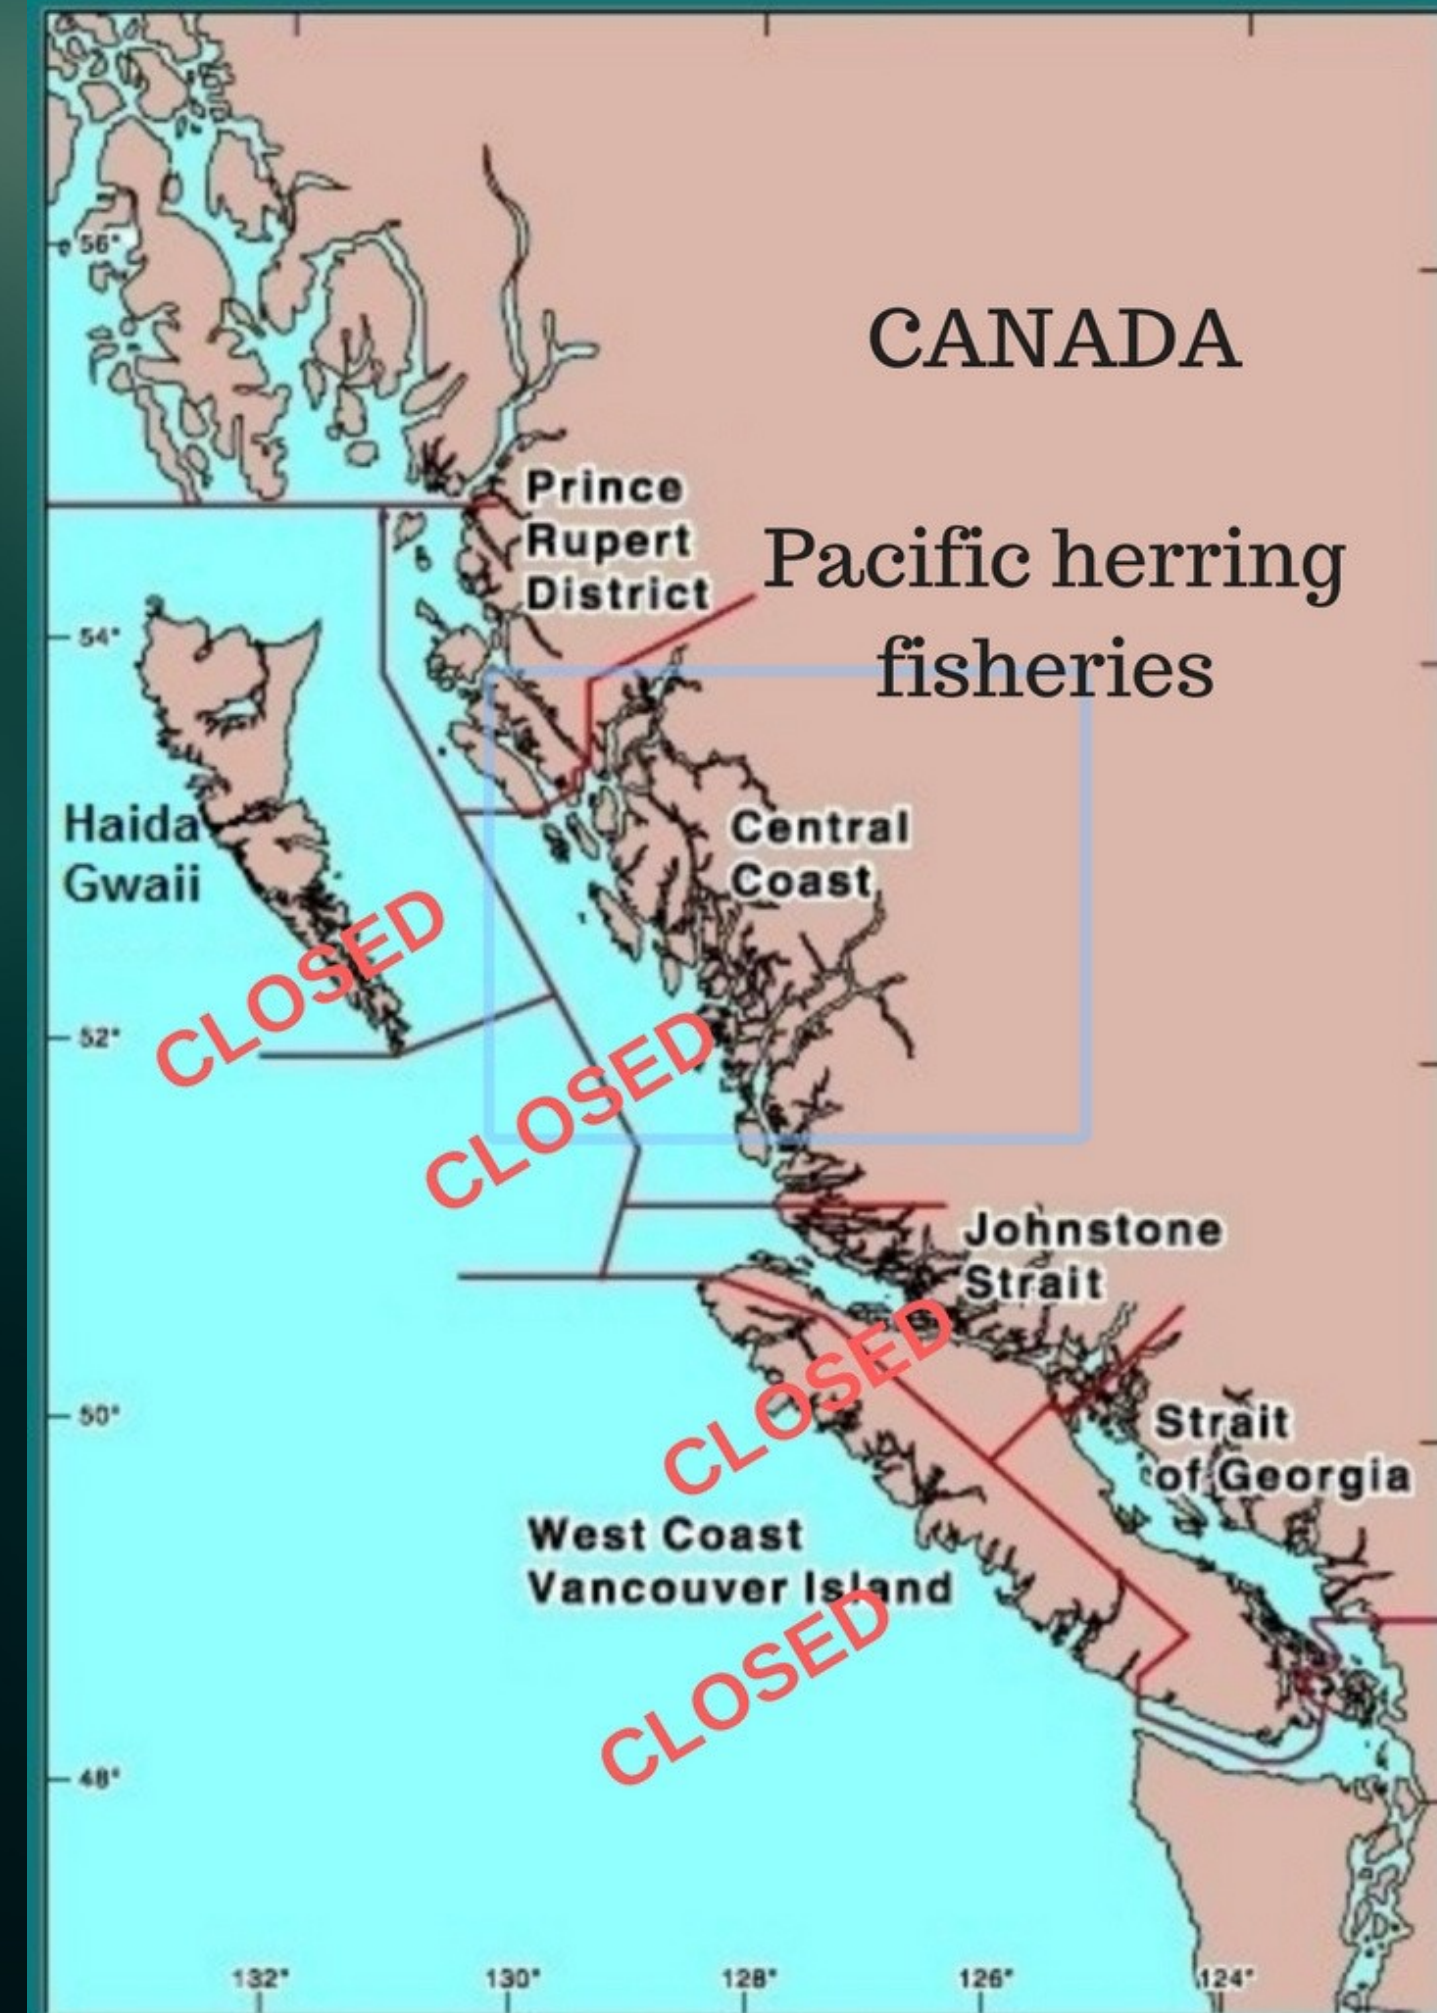 56°
CANADA
Prince
Rupert
District
Pacific herring
fisheries
54°
Haida
Gwaii
Central
Coast
CLOSED
52°
CLOSED
Johnstone
Strait
CLOSED
50°
Strait
of Georgia
West Coast
Vancouver Island
CLOSED
48°
132°
130°
128°
126°
124°